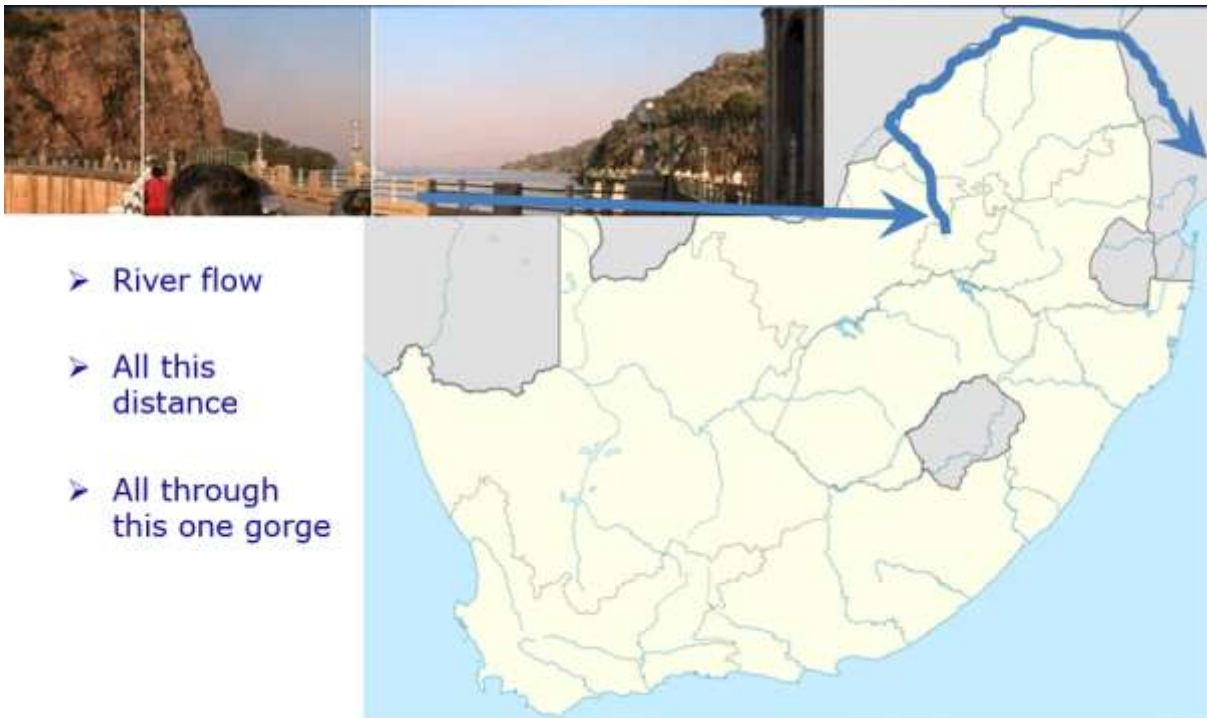 River flow
All this
distance
All through
this one gorge